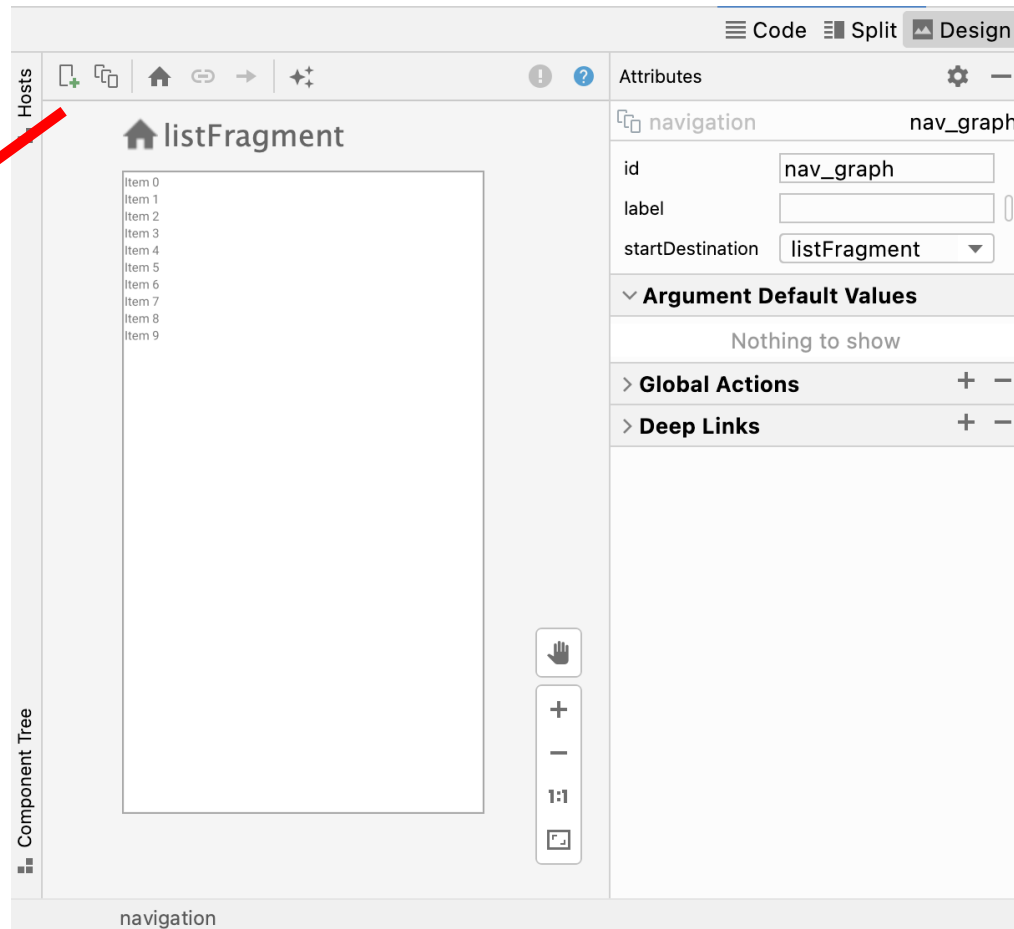 Code
Split
Design
Hosts
Attributes
navigation
nav_graph
listFragment
Item 0
Item 1
Item 2
Item 3
Item 4
Item 5
Item 6
Item 7
Item 8
Item 9
id
nav_graph
label
startDestination
listFragment
Argument Default Values
Nothing to show
Global Actions
Deep Links
1:1
Component Tree
navigation